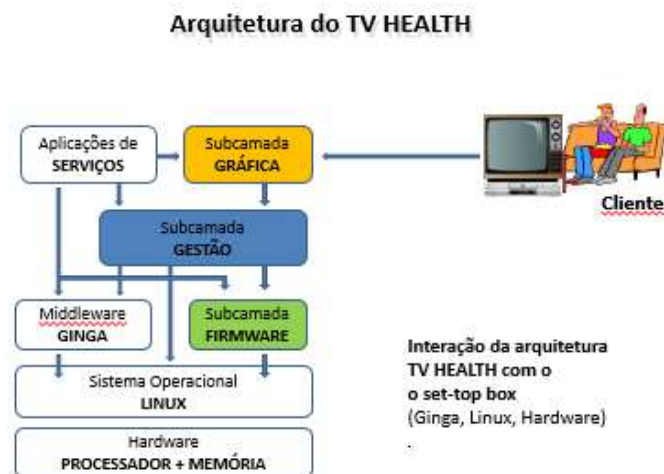 Arquitetura do TV HEALTH
Aplicações de
SERVIÇOS
Subcamada
GRÁFICA
Cliente
Subcamada
GESTÃO
Middleware
GINGA
Subcamada
FIRMWARE
Interação da arquitetura
TV HEALTH com o
o set-top box
(Ginga, Linux, Hardware)
.
Sistema Operacional
LINUX
Hardware
PROCESSADOR + MEMÓRIA